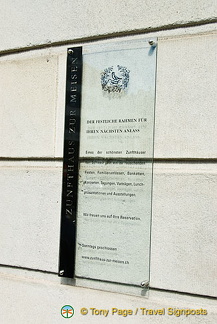 ZUNFTHAUS ZUR MEISEN
DER FESTLICHE RAHMEN FÜR
IHREN NÄCHSTEN ANLASS
Eines der schönsten Zunfthäuser
Wir freuen uns auf Ihre Reservation.
Sonntags geschlossen
www.zunfthaus-zur-meisen.ch
© Tony Page / Travel Signposts